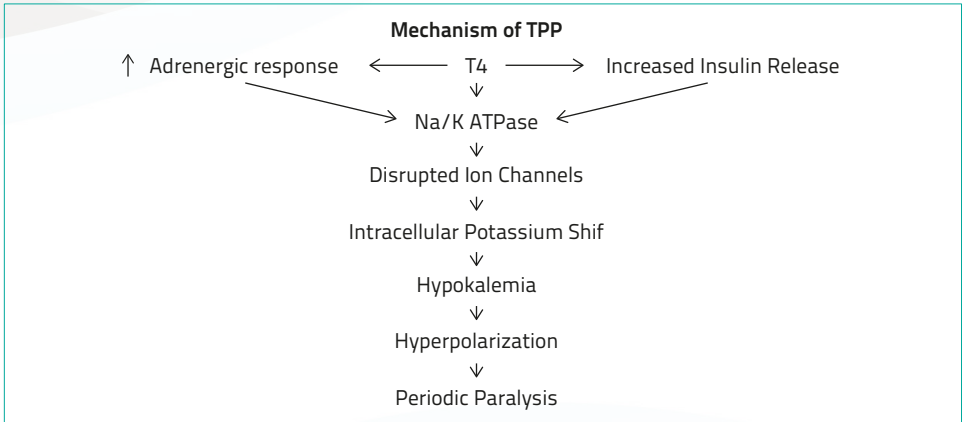 Mechanism of TPP
↑ Adrenergic response ← T4 → Increased Insulin Release
Na/K ATPase
Disrupted Ion Channels
Intracellular Potassium Shif
Hypokalemia
Hyperpolarization
Periodic Paralysis